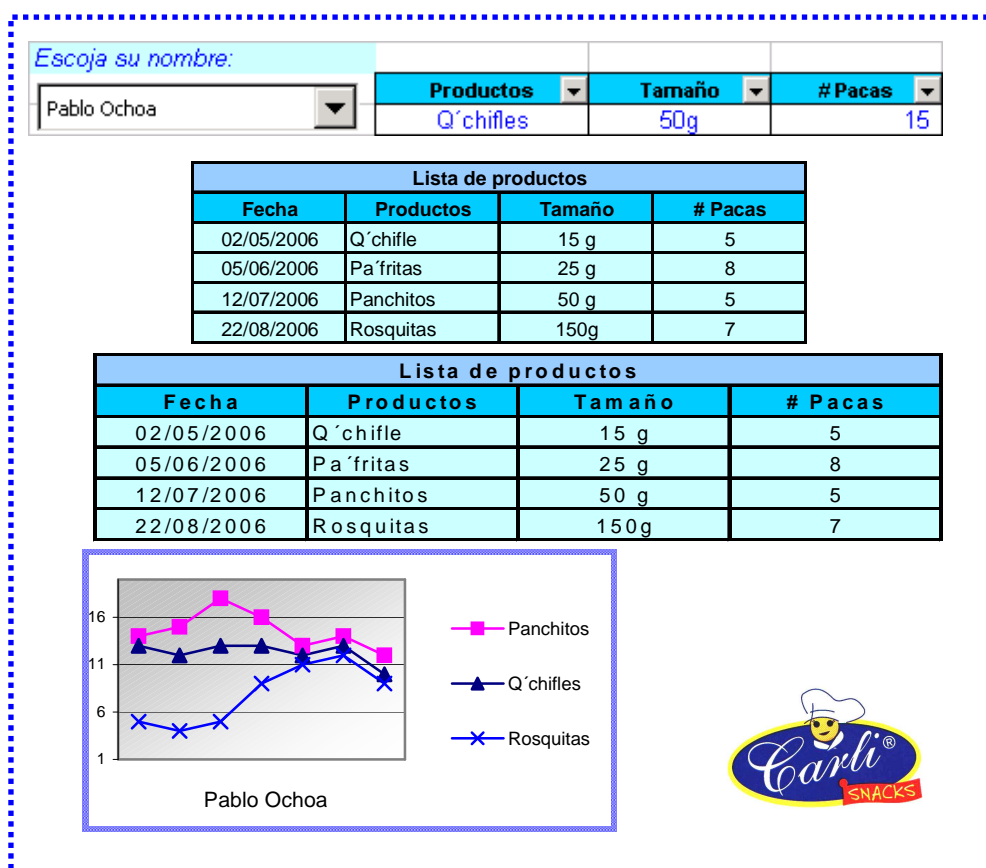 Escoja su nombre:
Pablo Ochoa
Productos Tamaño # Pacas
Q´chifles 50g 15
Lista de productos
Fecha Productos Tamaño # Pacas
02/05/2006 Q´chifle 15 g 5
05/06/2006 Pa´fritas 25 g 8
12/07/2006 Panchitos 50 g 5
22/08/2006 Rosquitas 150g 7
Lista de productos
Fecha Productos Tamaño # Pacas
02/05/2006 Q´chifle 15 g 5
05/06/2006 Pa´fritas 25 g 8
12/07/2006 Panchitos 50 g 5
22/08/2006 Rosquitas 150g 7
16
11
6
1
Panchitos
Q´chifles
Rosquitas
Pablo Ochoa
Carli ®
SNACKS